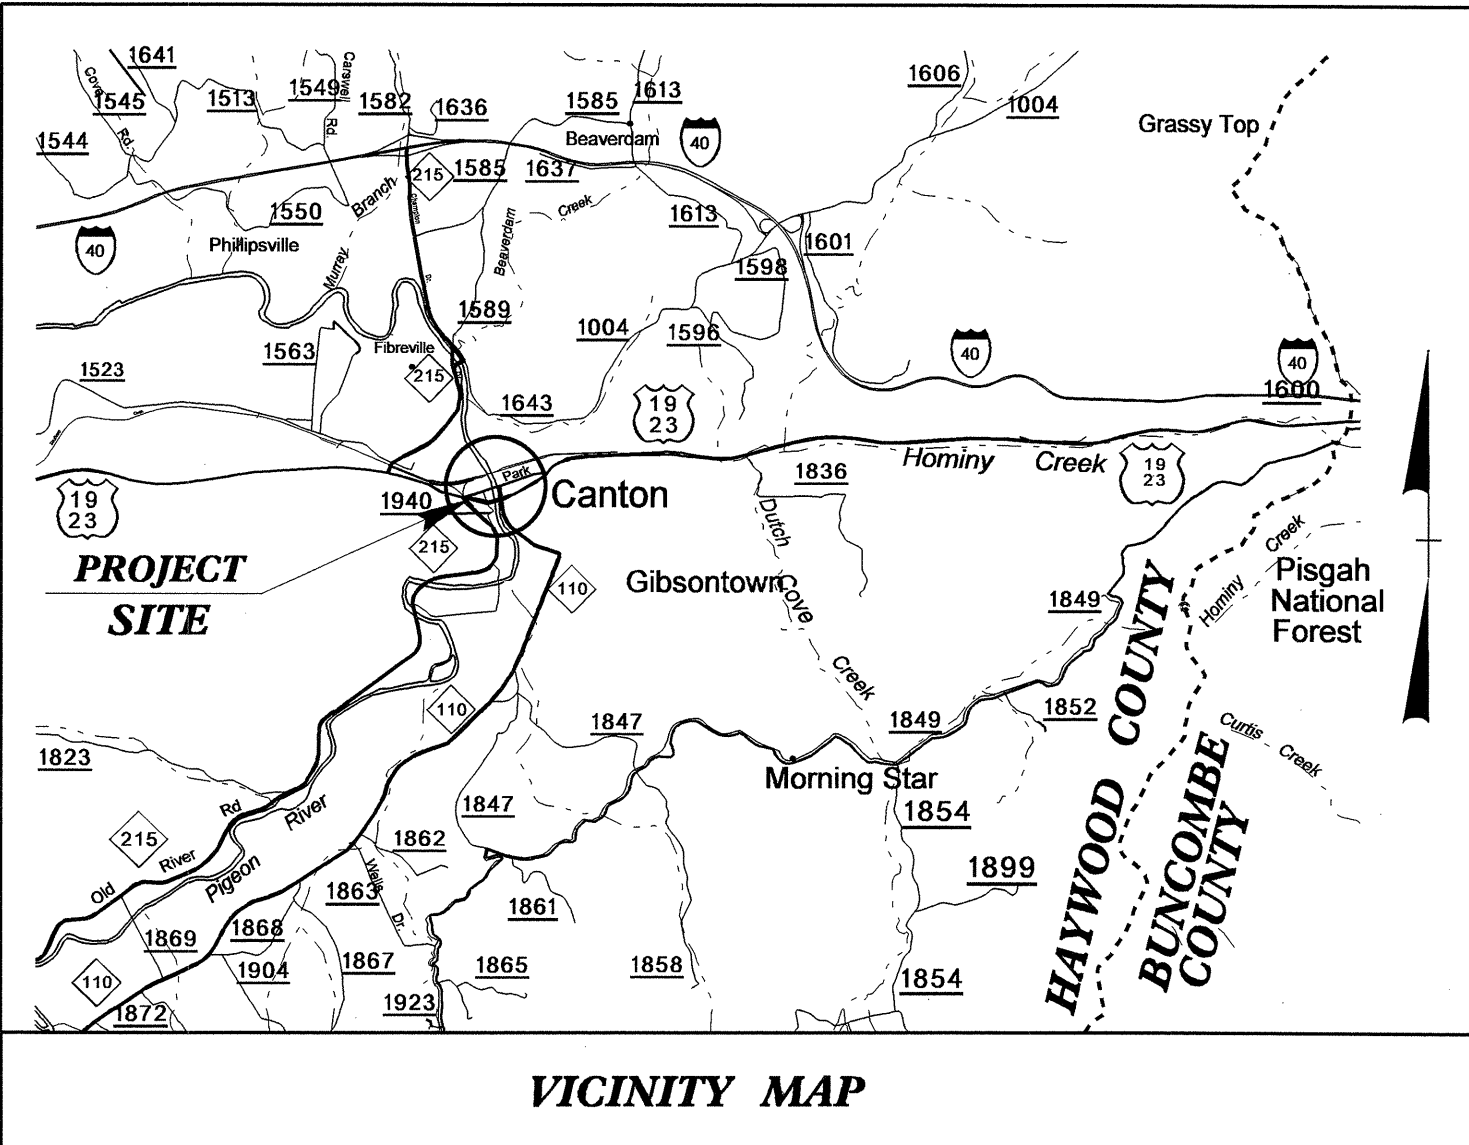 1641
Cove
Rd.
1545
1544
1513
1549
Carswell
Rd.
1582
1636
1585
1613
Beaverdam
40
1606
1004
Grassy Top
215
1585
1637
Creek
1550
Branch
Champion
Dr.
1613
1601
Phillipsville
40
Murray
Beaverdam
1598
1589
1004
1596
1563
Fibreville
215
40
40
1600
1523
1643
19
23
Park
Hominy Creek
1836
19
23
19
23
1940
Canton
215
PROJECT
SITE
110
Gibsontown
Dutch
Cove
Creek
1849
Creek
Hominy
Pisgah
National
Forest
HAYWOOD COUNTY
BUNCOMBE
COUNTY
110
1847
1849
1852
Curtis Creek
1823
Morning Star
Rd
River
1847
1854
215
River
Pigeon
Old
1862
Wells
Dr.
1863
1899
1861
1869
1868
1904
1867
1865
1858
1854
110
1872
1923
VICINITY MAP